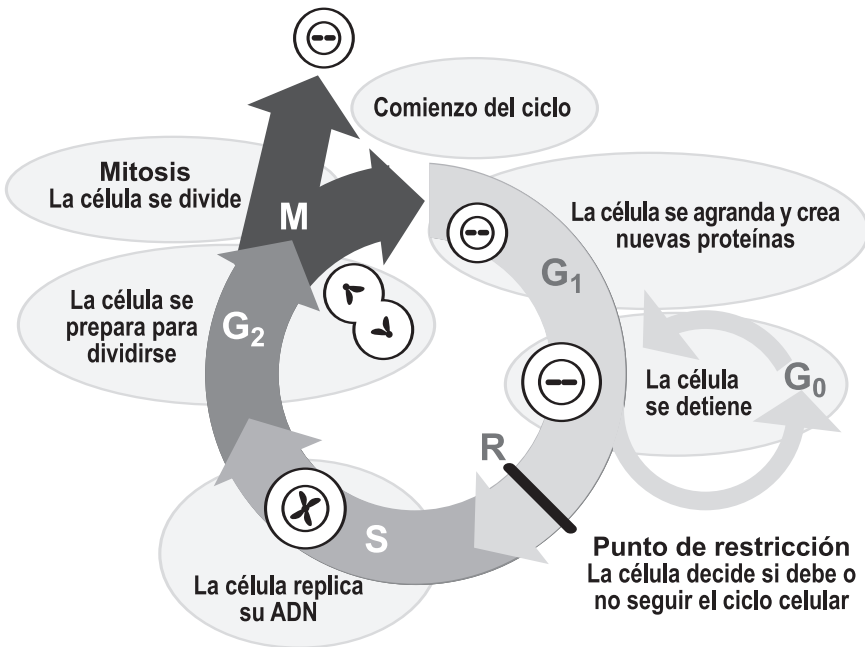 Comienzo del ciclo
Mitosis
La célula se divide
M
La célula se agranda y crea
nuevas proteínas
G1
La célula se
prepara para
dividirse
G2
La célula
se detiene
G0
R
Punto de restricción
La célula decide si debe o
no seguir el ciclo celular
S
La célula replica
su ADN